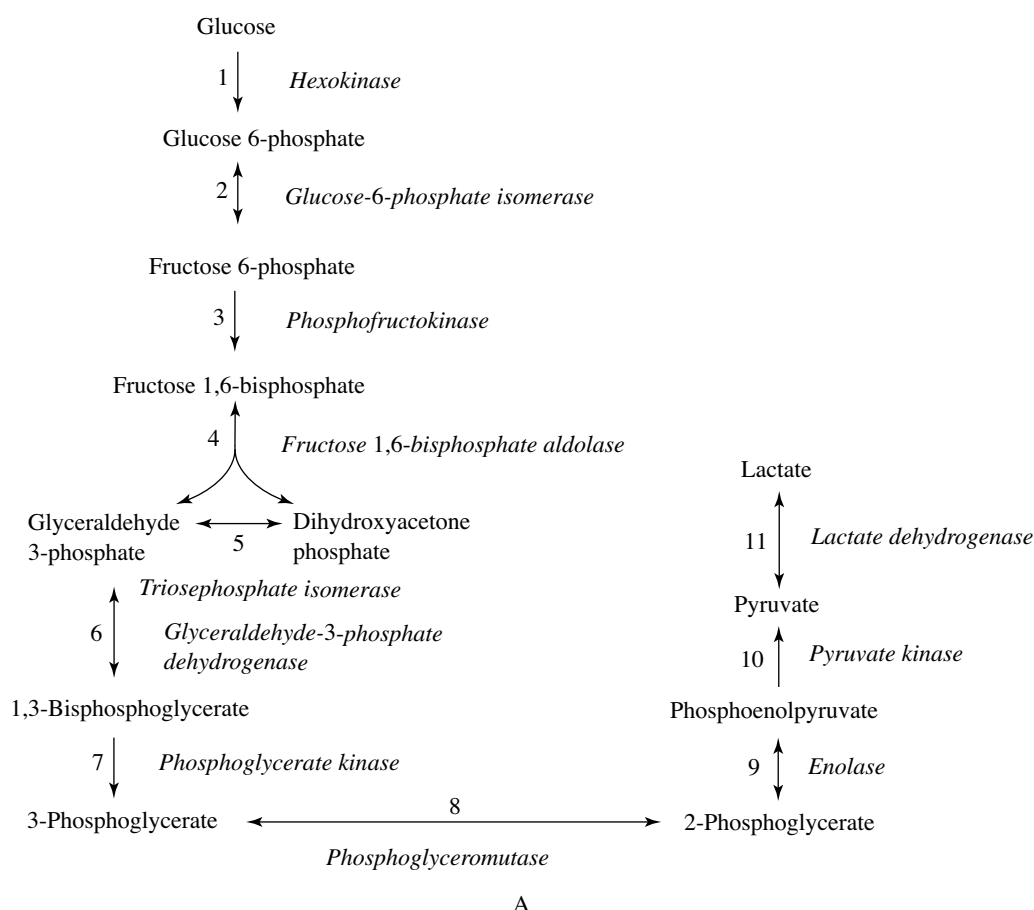 Glucose
1
Hexokinase
Glucose 6-phosphate
2
Glucose-6-phosphate isomerase
Fructose 6-phosphate
3
Phosphofructokinase
Fructose 1,6-bisphosphate
4
Fructose 1,6-bisphosphate aldolase
Glyceraldehyde
3-phosphate
5
Dihydroxyacetone
phosphate
Triosephosphate isomerase
6
Glyceraldehyde-3-phosphate
dehydrogenase
1,3-Bisphosphoglycerate
7
Phosphoglycerate kinase
3-Phosphoglycerate
8
Phosphoglyceromutase
2-Phosphoglycerate
9
Enolase
Phosphoenolpyruvate
10
Pyruvate kinase
Pyruvate
11
Lactate dehydrogenase
Lactate
A